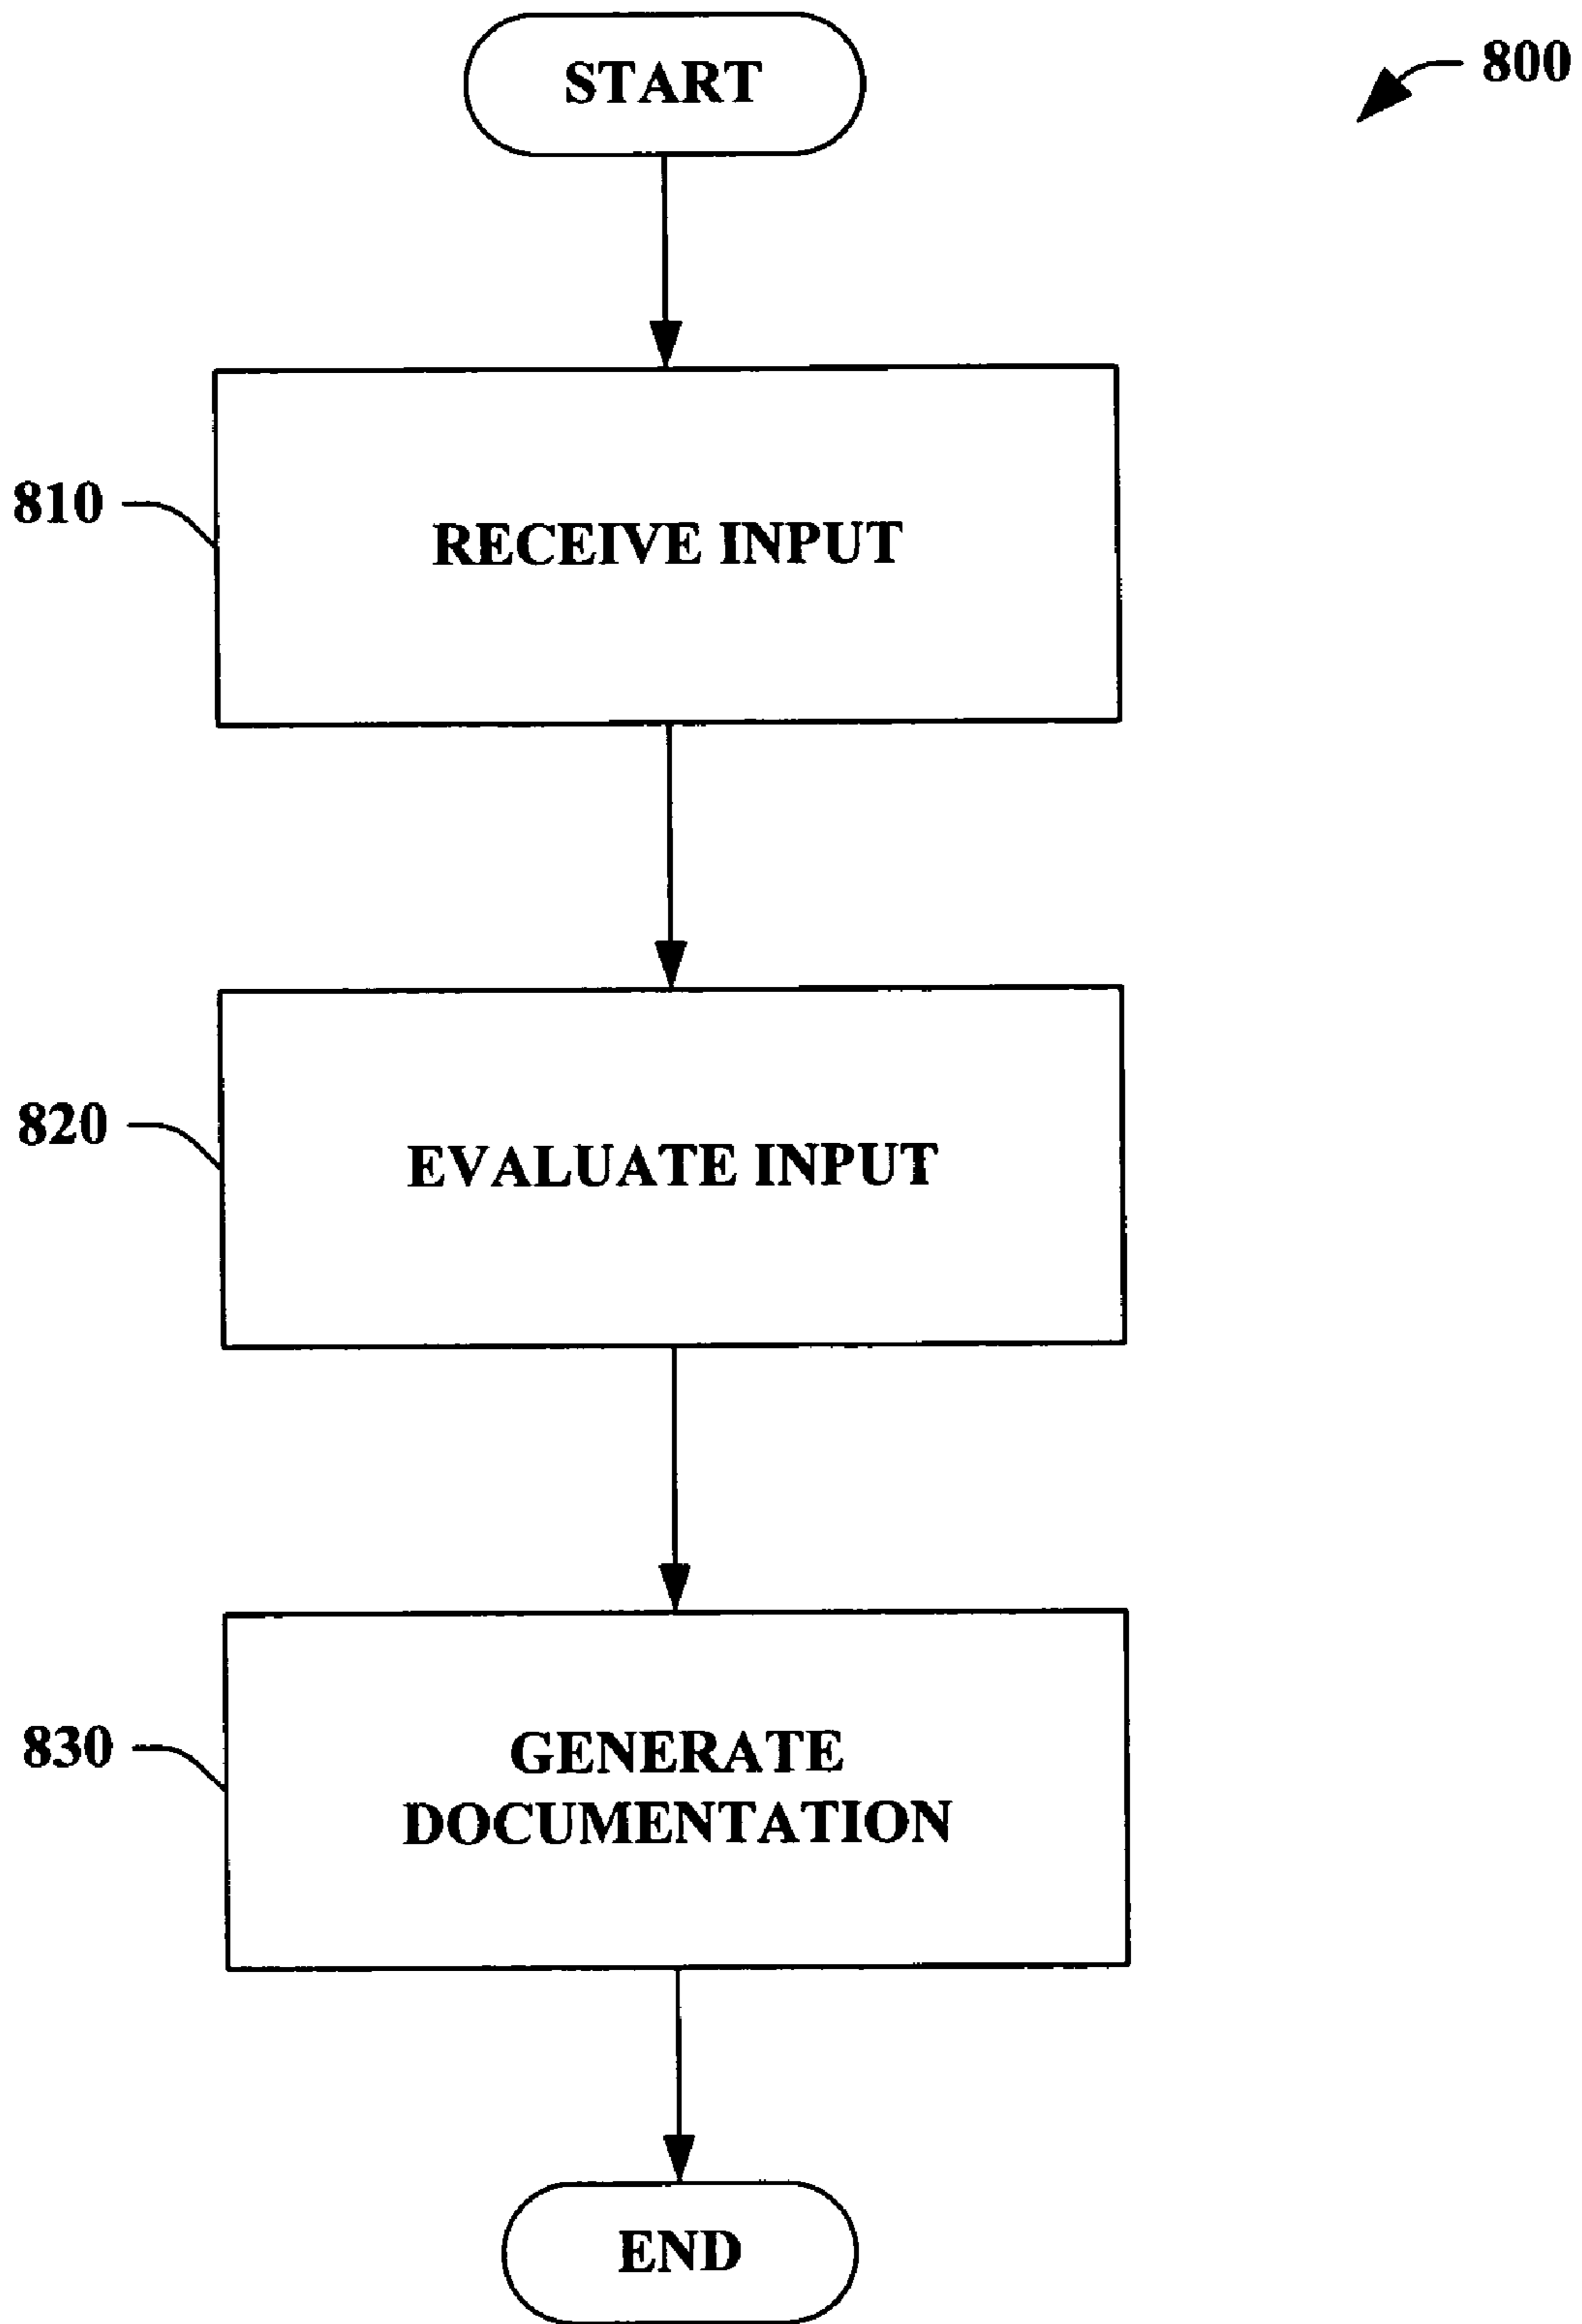 START
800
810
RECEIVE INPUT
820
EVALUATE INPUT
830
GENERATE
DOCUMENTATION
END